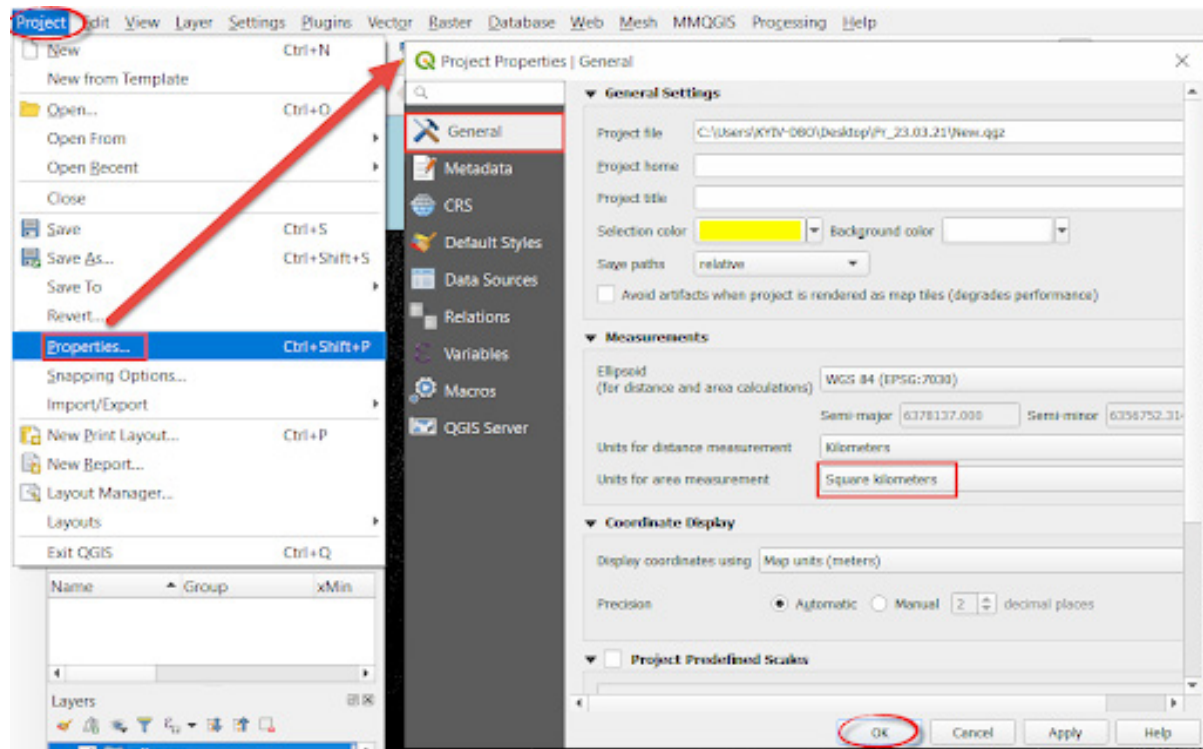 Project Edit View Layer Settings Plugins Vector Raster Database Web Mesh MMQGIS Processing Help
New Ctrl+N
New from Template
Open... Ctrl+O
Open From
Open Recent
Close
Save Ctrl+S
Save As... Ctrl+Shift+S
Save To
Revert...
Properties... Ctrl+Shift+P
Snapping Options...
Import/Export
New Print Layout... Ctrl+P
New Report...
Layout Manager...
Layouts
Exit QGIS Ctrl+Q
Name Group xMin
Layers
Project Properties | General
General
Metadata
CRS
Default Styles
Data Sources
Relations
Variables
Macros
QGIS Server
General Settings
Project file C:\Users\KYIV-OBO\Desktop\Pr_23.03.21\New.qgz
Project home
Project title
Selection color Background color
Save paths relative
Avoid artifacts when project is rendered as map tiles (degrades performance)
Measurements
Ellipsoid
(for distance and area calculations) WGS 84 (EPSG:7030)
Semi-major 6378137.000 Semi-minor 6356752.314
Units for distance measurement Kilometers
Units for area measurement Square kilometers
Coordinate Display
Display coordinates using Map units (meters)
Precision Automatic Manual 2 decimal places
Project Predefined Scales
OK Cancel Apply Help